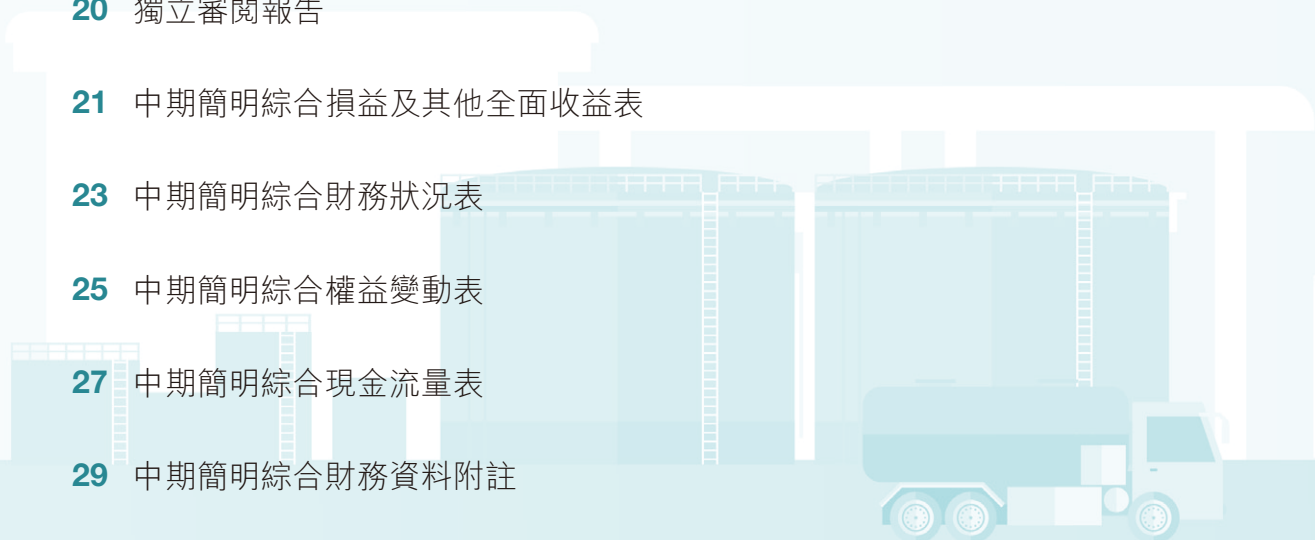 20 獨立審閱報告
21 中期簡明綜合損益及其他全面收益表
23 中期簡明綜合財務狀況表
25 中期簡明綜合權益變動表
27 中期簡明綜合現金流量表
29 中期簡明綜合財務資料附註